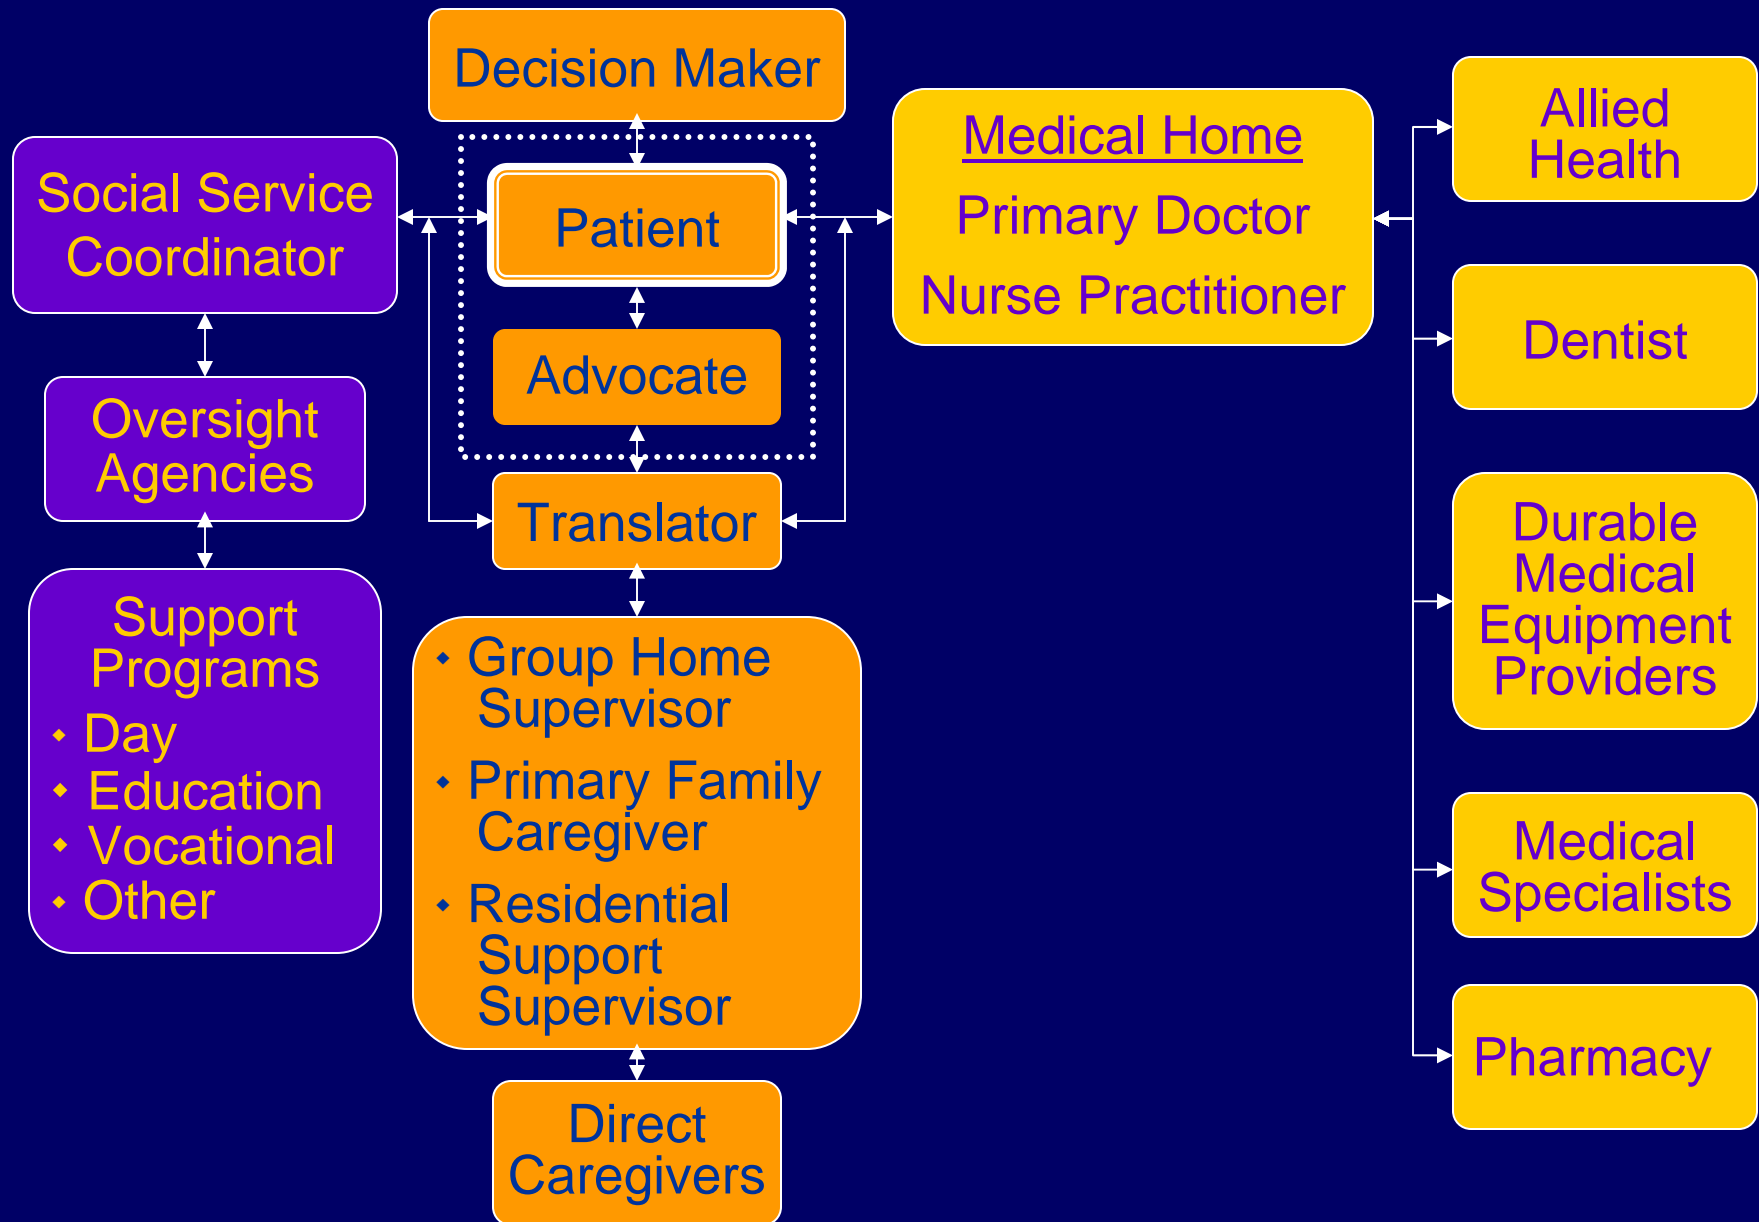 Decision Maker
Social Service
Coordinator
Oversight
Agencies
Support
Programs
• Day
• Education
• Vocational
• Other
Patient
Advocate
Translator
• Group Home
Supervisor
• Primary Family
Caregiver
• Residential
Support
Supervisor
Direct
Caregivers
Medical Home
Primary Doctor
Nurse Practitioner
Allied
Health
Dentist
Durable
Medical
Equipment
Providers
Medical
Specialists
Pharmacy